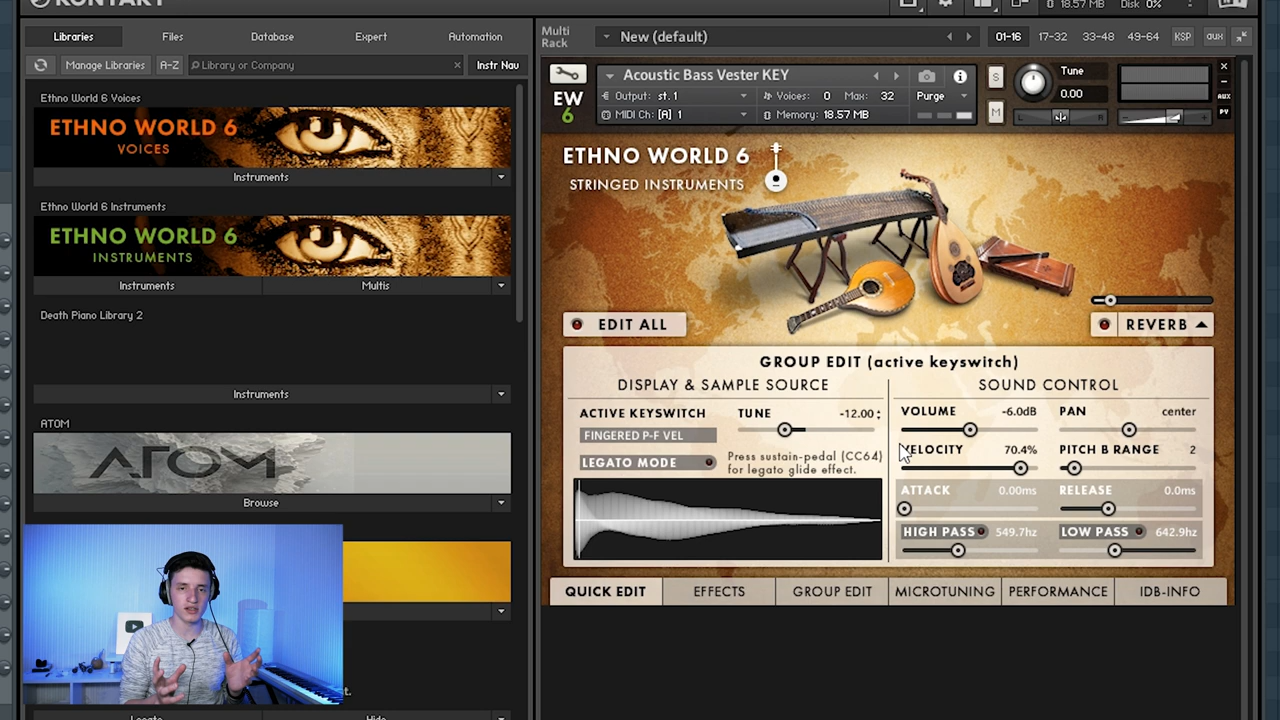 KONTAKT
18.57 MB Disk 0%
Libraries Files Database Expert Automation
Manage Libraries A-Z Library or Company × Instr Nav
Ethno World 6 Voices
ETHNO WORLD 6
VOICES
Instruments
Ethno World 6 Instruments
ETHNO WORLD 6
INSTRUMENTS
Instruments Multis
Death Piano Library 2
Instruments
ATOM
ATOM
Browse
Multi
Rack
New (default) 01-16 17-32 33-48 49-64 KSP aux
EW
6
Acoustic Bass Vester KEY
Output: st.1 Voices: 0 Max: 32 Purge
MIDI Ch: [A] 1 Memory: 18.57 MB
S
M
Tune
0.00
L R
AUX
PV
ETHNO WORLD 6
STRINGED INSTRUMENTS
EDIT ALL
REVERB
GROUP EDIT (active keyswitch)
DISPLAY & SAMPLE SOURCE
ACTIVE KEYSWITCH TUNE -12.00
FINGERED P-F VEL
LEGATO MODE
Press sustain-pedal (CC64)
for legato glide effect.
SOUND CONTROL
VOLUME -6.0dB PAN center
VELOCITY 70.4% PITCH B RANGE 2
ATTACK 0.00ms RELEASE 0.0ms
HIGH PASS 549.7hz LOW PASS 642.9hz
QUICK EDIT EFFECTS GROUP EDIT MICROTUNING PERFORMANCE IDB-INFO